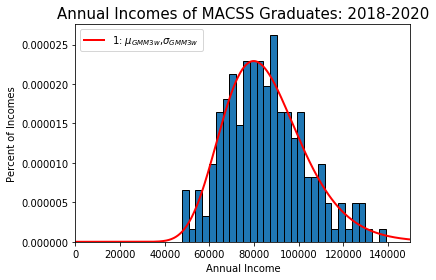 Annual Incomes of MACSS Graduates: 2018-2020
1: μGMM3w,σGMM3w
Percent of Incomes
0.000025
0.000020
0.000015
0.000010
0.000005
0.000000
0 20000 40000 60000 80000 100000 120000 140000
Annual Income